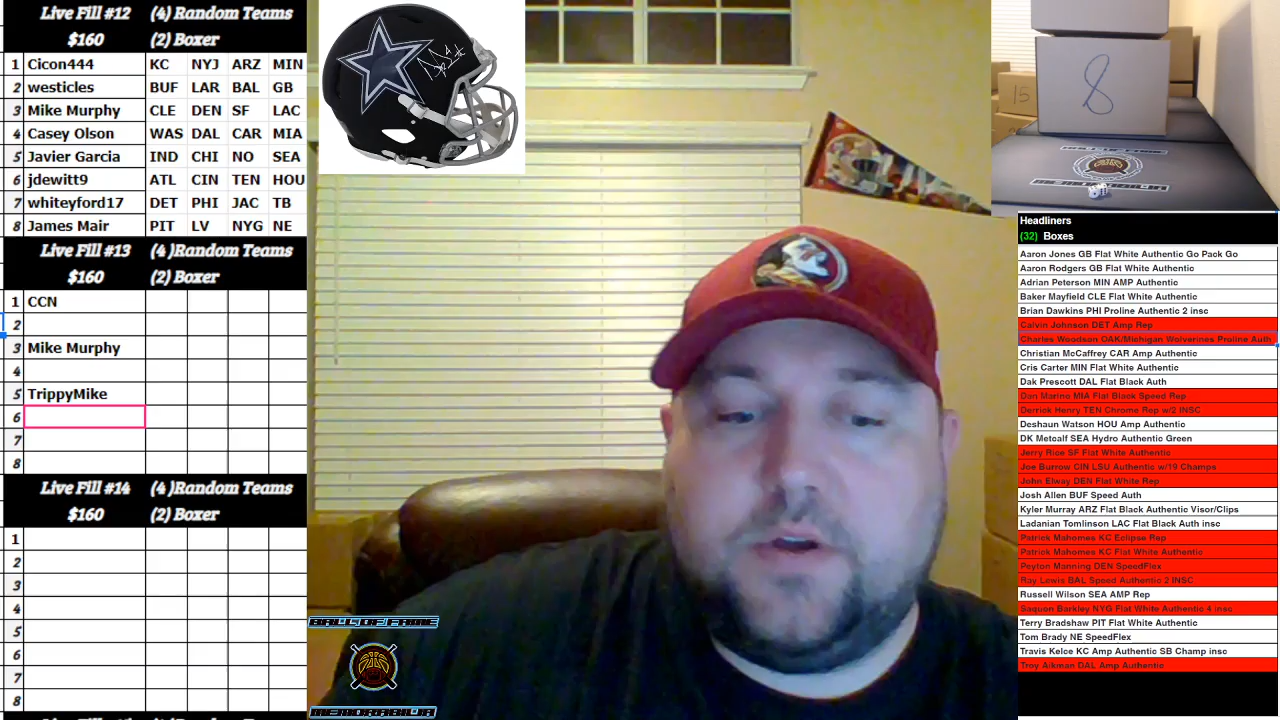 Live Fill #12 (4) Random Teams
$160 (2) Boxer
1 Cicon444 KC NYJ ARZ MIN
2 westicles BUF LAR BAL GB
3 Mike Murphy CLE DEN SF LAC
4 Casey Olson WAS DAL CAR MIA
5 Javier Garcia IND CHI NO SEA
6 jdewitt9 ATL CIN TEN HOU
7 whiteyford17 DET PHI JAC TB
8 James Mair PIT LV NYG NE
Live Fill #13 (4 )Random Teams
$160 (2) Boxer
1 CCN
2
3 Mike Murphy
4
5 TrippyMike
6
7
8
Live Fill #14 (4 )Random Teams
$160 (2) Boxer
1
2
3
4
5
6
7
8
BALL OF FAME
MEMORABILIA
15
8
BALL OF FAME
MEMORABILIA
Headliners
(32) Boxes
Aaron Jones GB Flat White Authentic Go Pack Go
Aaron Rodgers GB Flat White Authentic
Adrian Peterson MIN AMP Authentic
Baker Mayfield CLE Flat White Authentic
Brian Dawkins PHI Proline Authentic 2 insc
Calvin Johnson DET Amp Rep
Charles Woodson OAK/Michigan Wolverines Proline Auth
Christian McCaffrey CAR Amp Authentic
Cris Carter MIN Flat White Authentic
Dak Prescott DAL Flat Black Auth
Dan Marino MIA Flat Black Speed Rep
Derrick Henry TEN Chrome Rep w/2 INSC
Deshaun Watson HOU Amp Authentic
DK Metcalf SEA Hydro Authentic Green
Jerry Rice SF Flat White Authentic
Joe Burrow CIN LSU Authentic w/19 Champs
John Elway DEN Flat White Rep
Josh Allen BUF Speed Auth
Kyler Murray ARZ Flat Black Authentic Visor/Clips
Ladanian Tomlinson LAC Flat Black Auth insc
Patrick Mahomes KC Eclipse Rep
Patrick Mahomes KC Flat White Authentic
Peyton Manning DEN SpeedFlex
Ray Lewis BAL Speed Authentic 2 INSC
Russell Wilson SEA AMP Rep
Saquon Barkley NYG Flat White Authentic 4 insc
Terry Bradshaw PIT Flat White Authentic
Tom Brady NE SpeedFlex
Travis Kelce KC Amp Authentic SB Champ insc
Troy Aikman DAL Amp Authentic